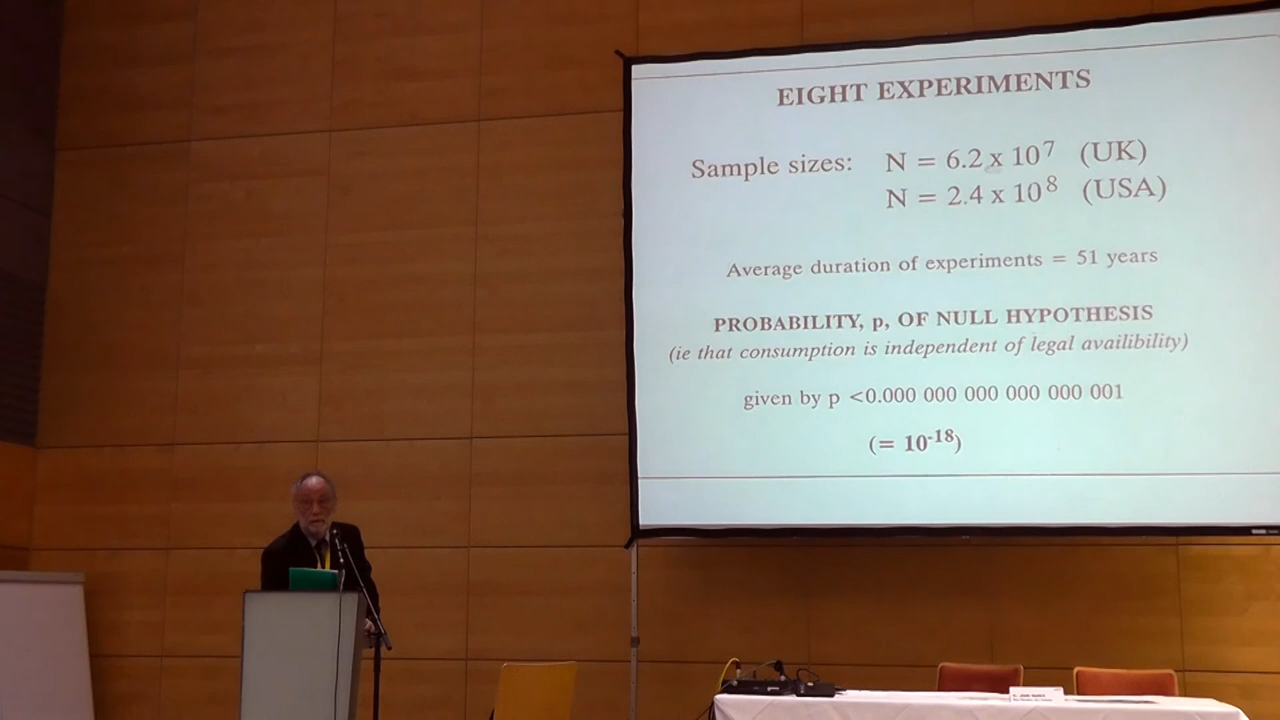 EIGHT EXPERIMENTS
Sample sizes: N = 6.2 x 10⁷ (UK)
N = 2.4 x 10⁸ (USA)
Average duration of experiments = 51 years
PROBABILITY, p, OF NULL HYPOTHESIS
(ie that consumption is independent of legal availibility)
given by p <0.000 000 000 000 000 001
(= 10⁻¹⁸)